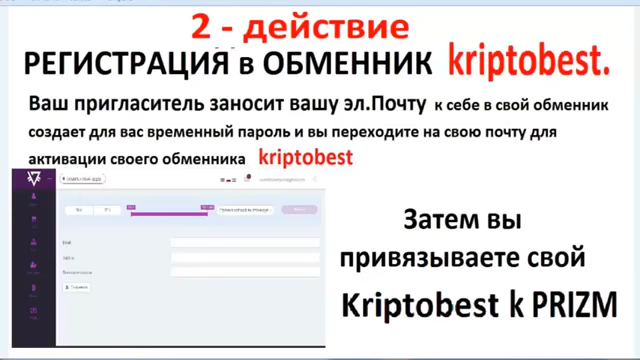 2 - действие
РЕГИСТРАЦИЯ в ОБМЕННИК kriptobest.
Ваш пригласитель заносит вашу эл.Почту к себе в свой обменник
создает для вас временный пароль и вы переходите на свою почту для
активации своего обменника kriptobest
Затем вы
привязываете свой
Kriptobest k PRIZM